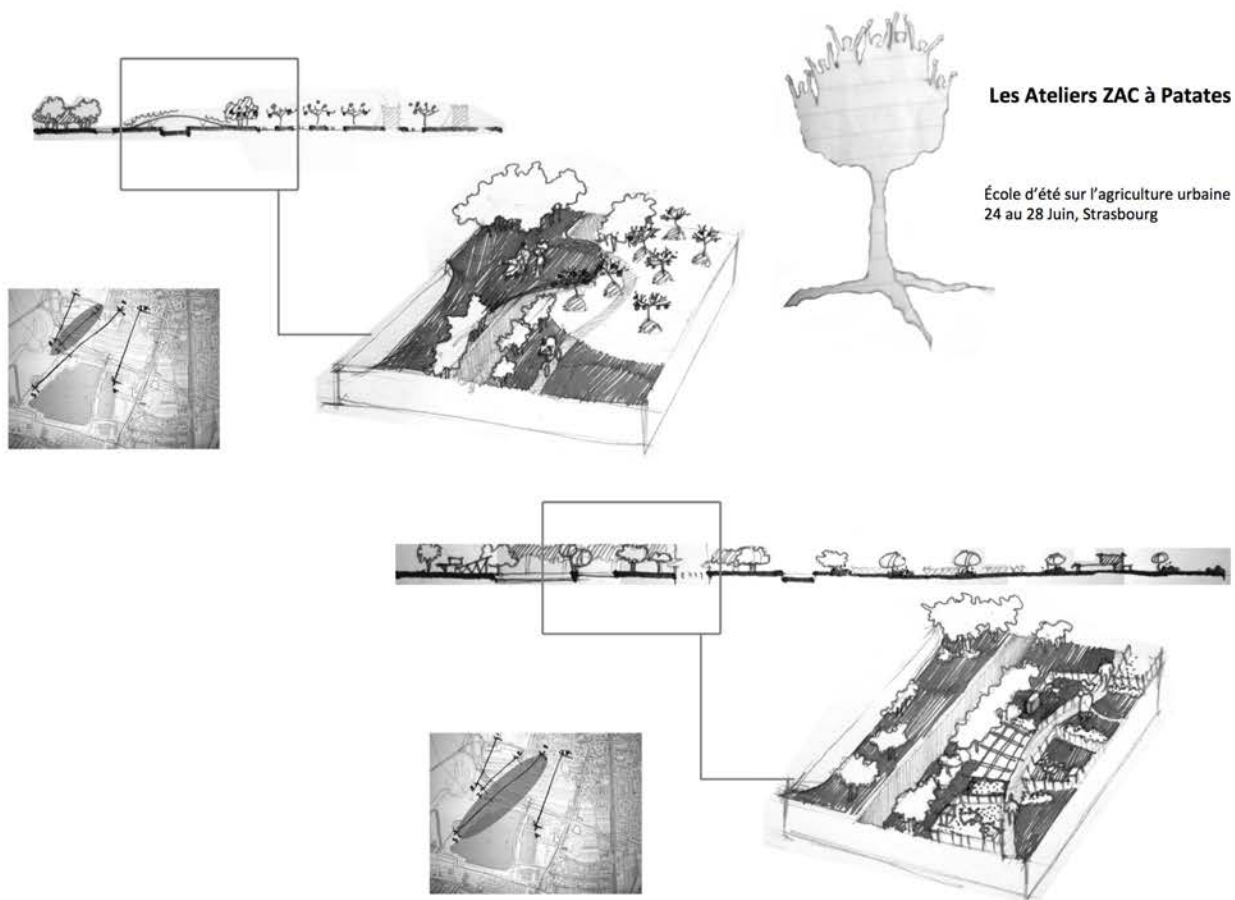 Les Ateliers ZAC à Patates
École d'été sur l'agriculture urbaine
24 au 28 Juin, Strasbourg